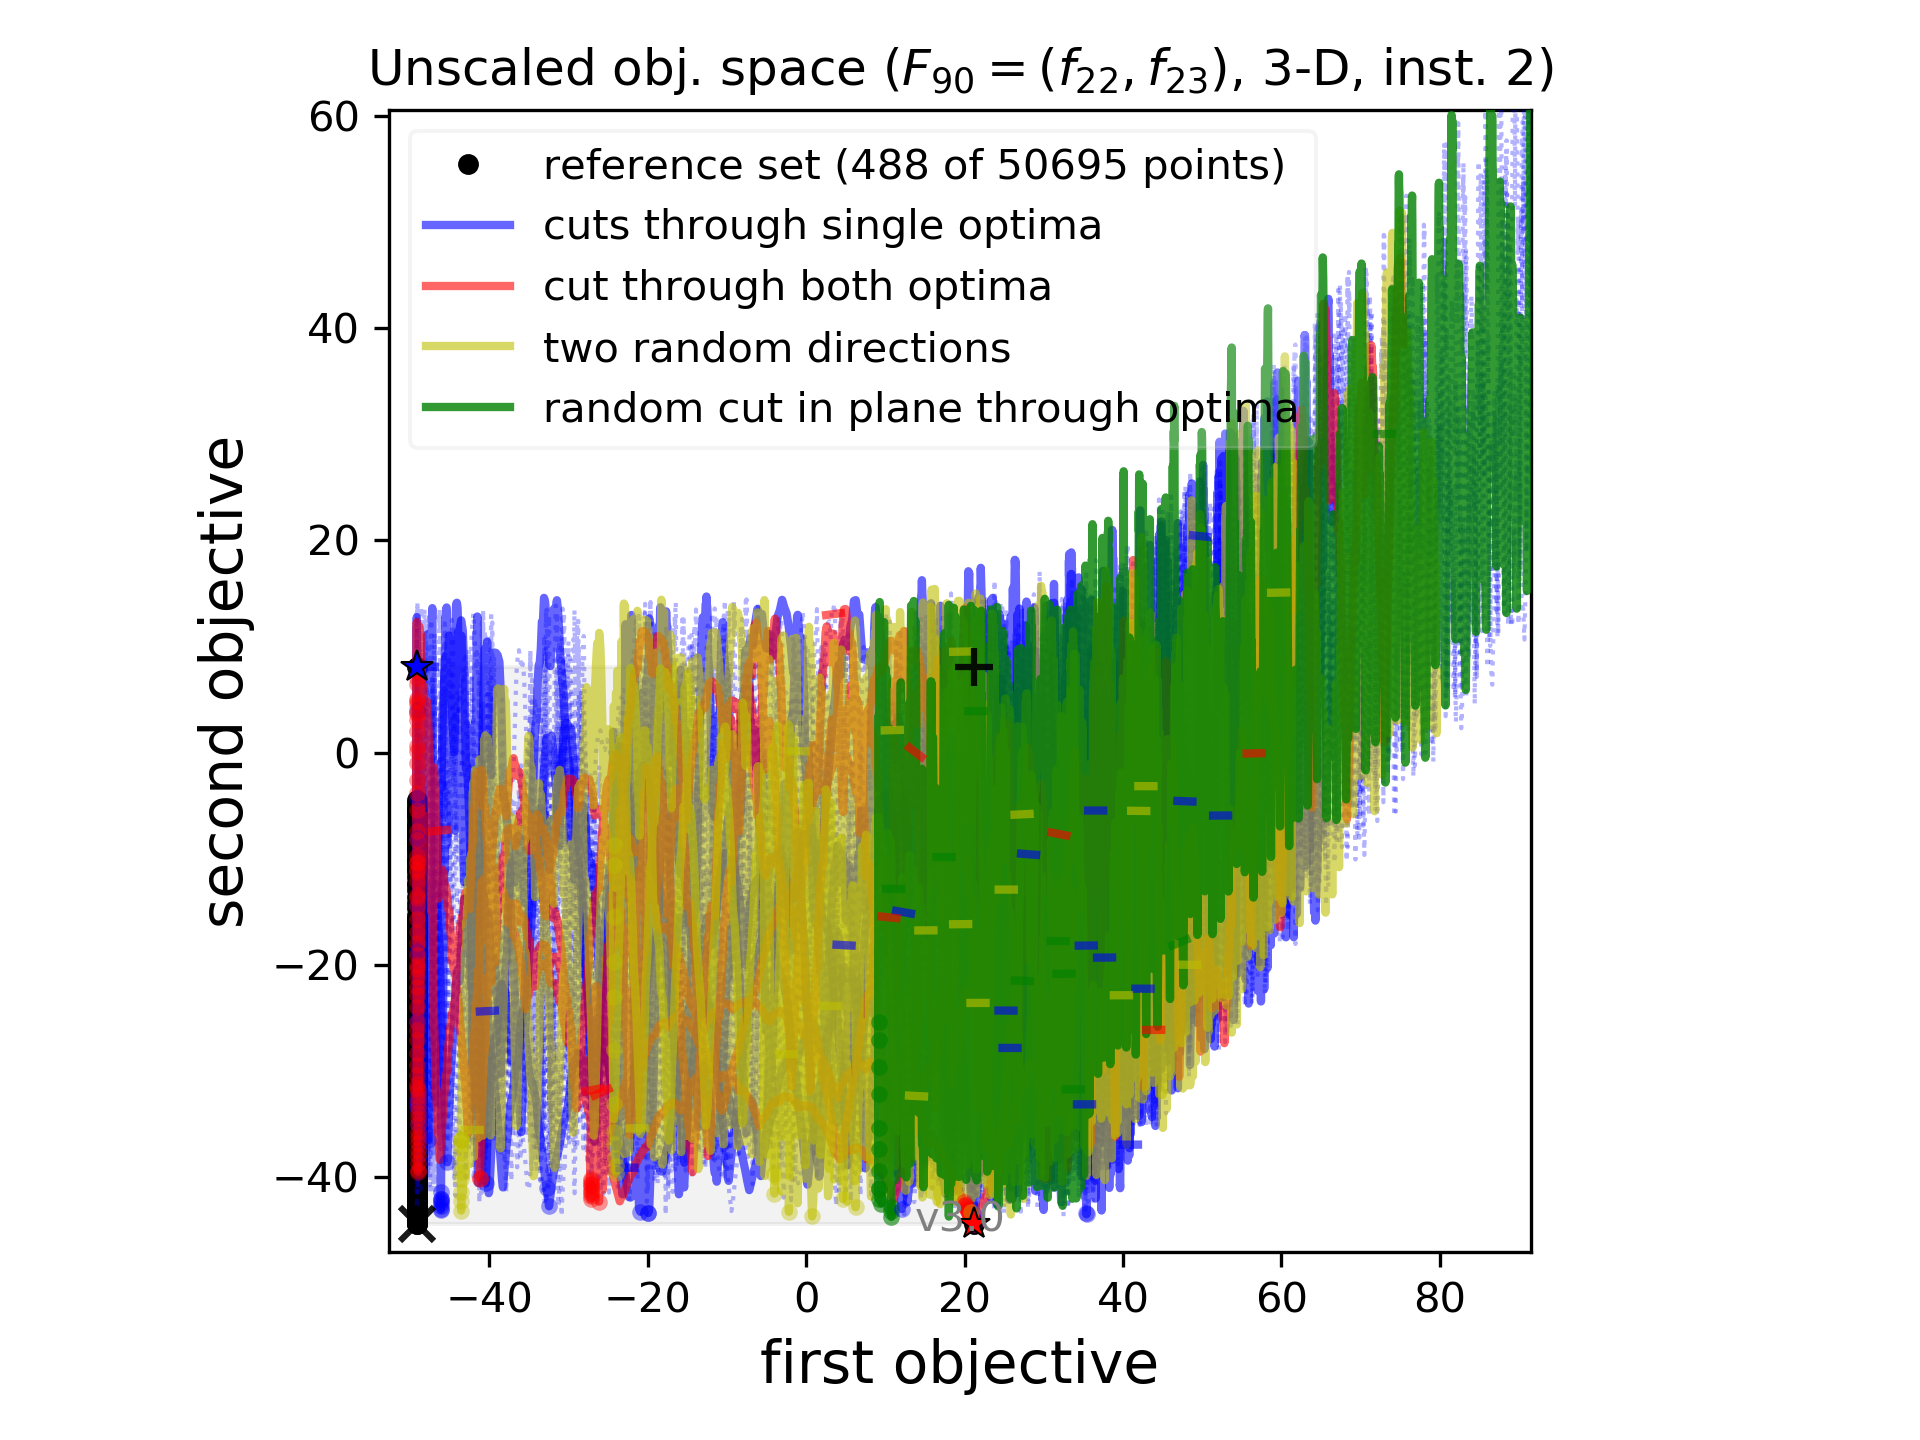 Unscaled obj. space (F90 = (f22, f23), 3-D, inst. 2)
60
40
20
0
−20
−40
second objective
reference set (488 of 50695 points)
cuts through single optima
cut through both optima
two random directions
random cut in plane through optima
−40
−20
0
20
40
60
80
first objective